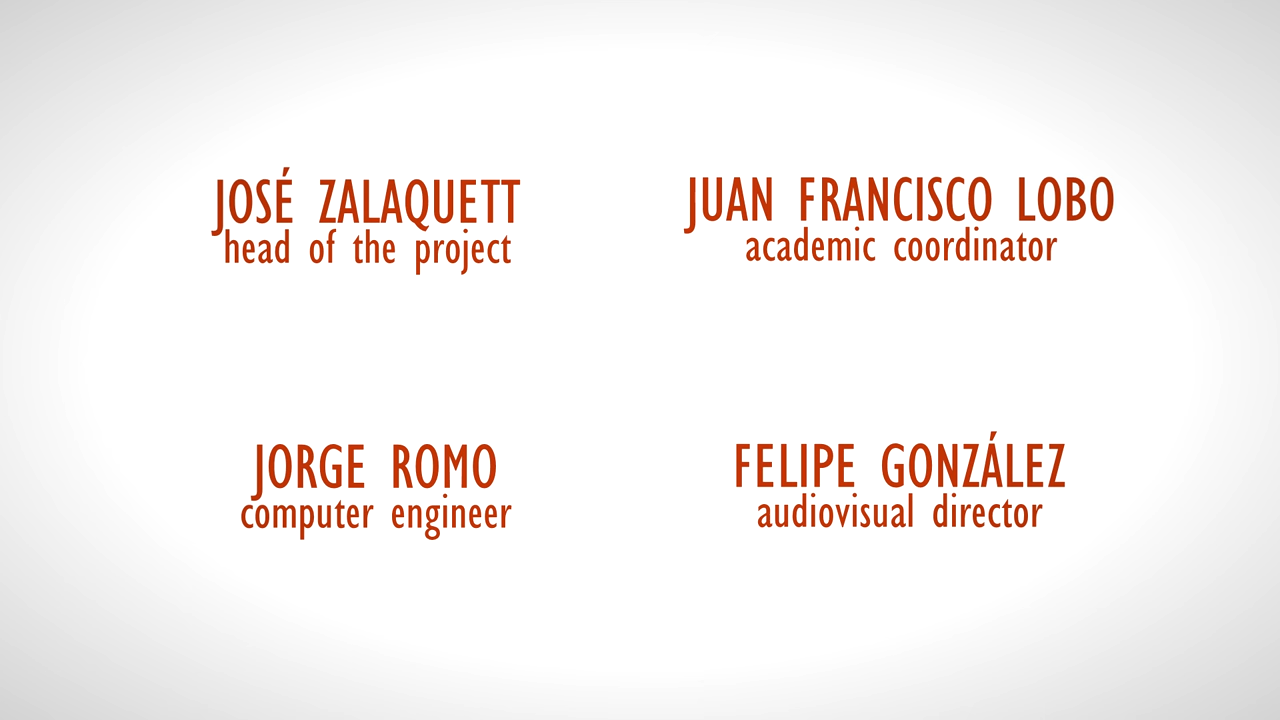 JOSÉ ZALAQUETT
head of the project
JUAN FRANCISCO LOBO
academic coordinator
JORGE ROMO
computer engineer
FELIPE GONZÁLEZ
audiovisual director